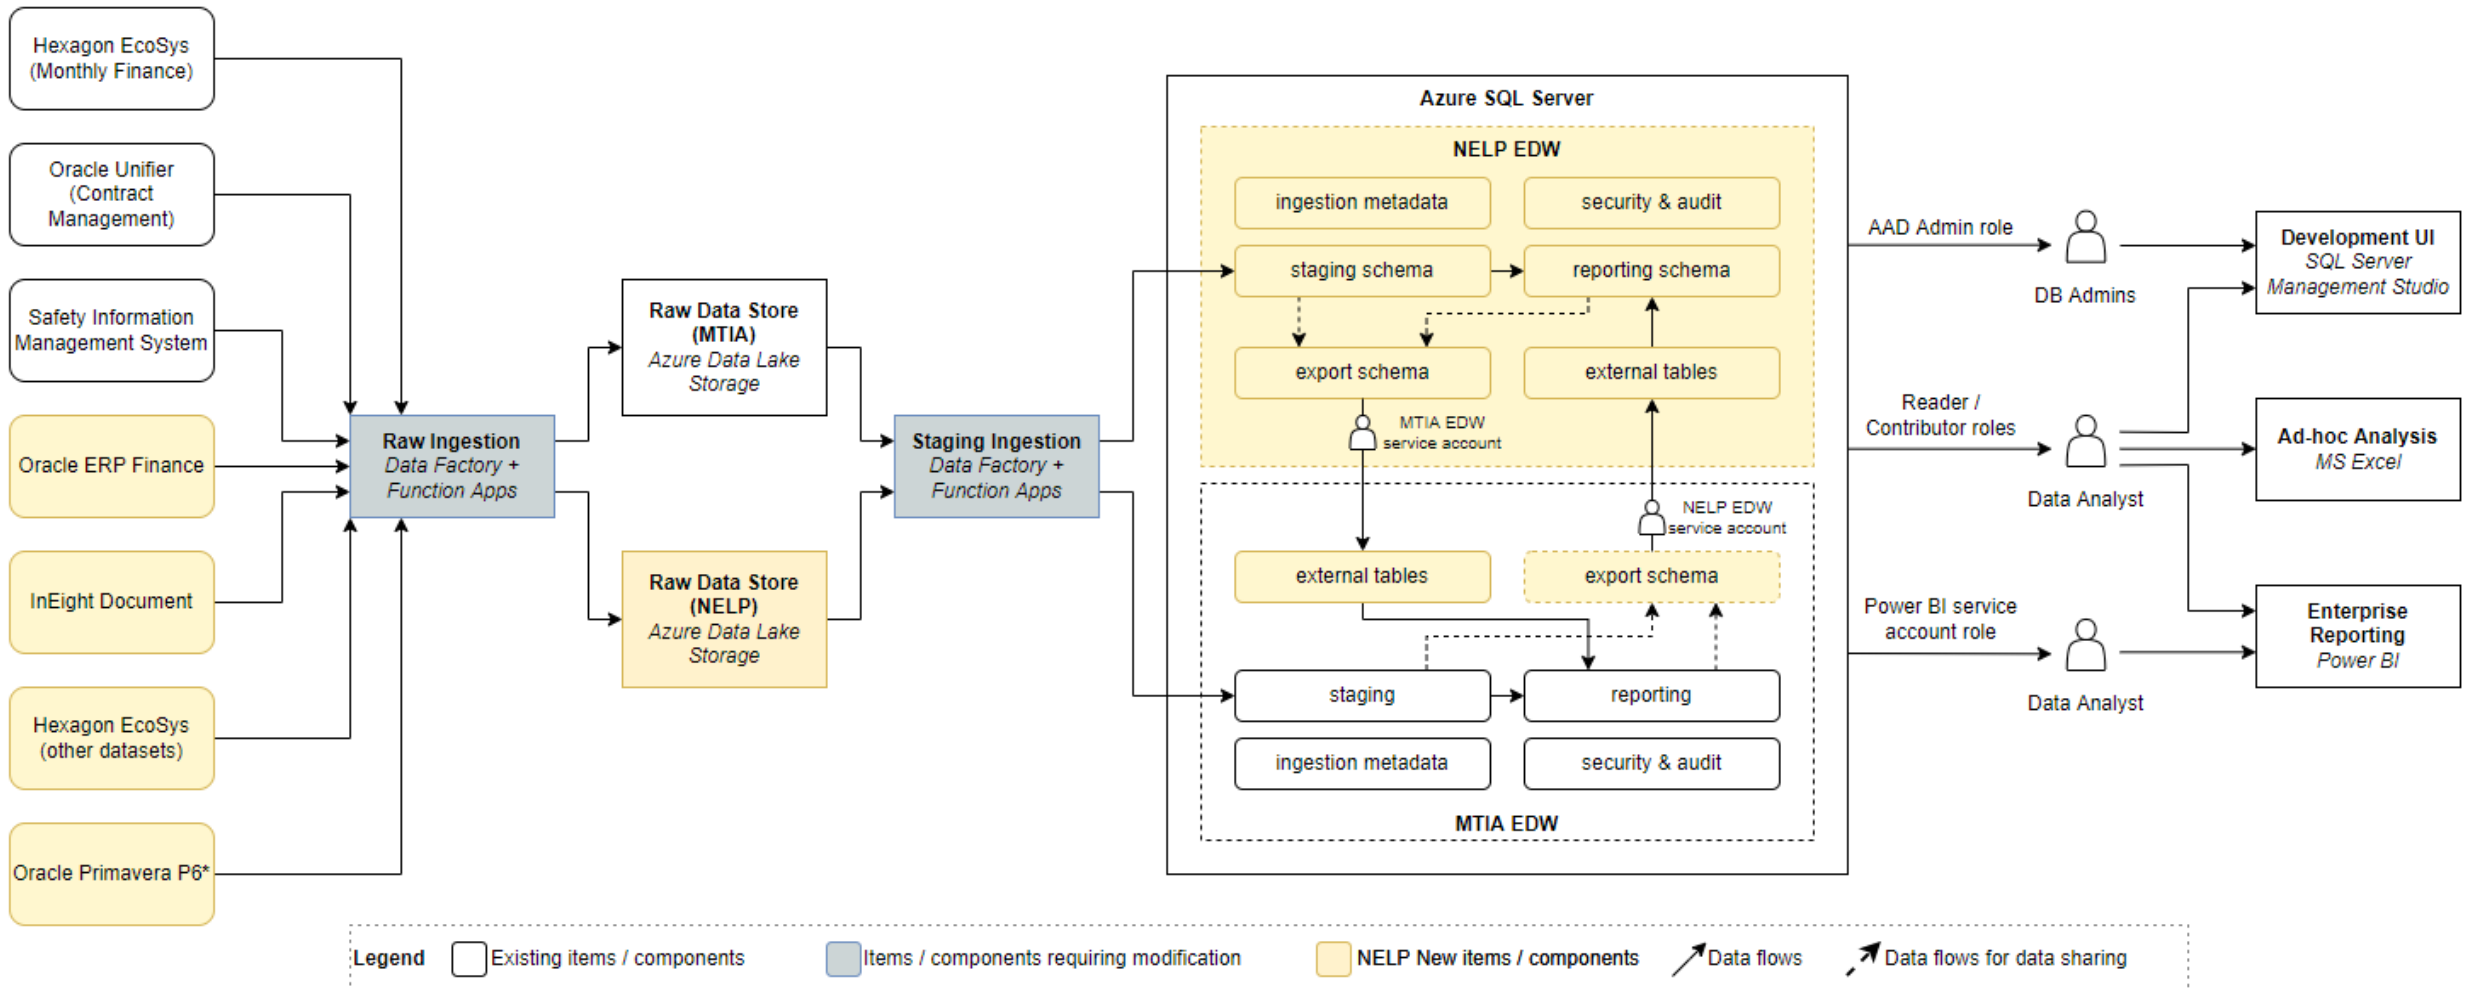 Hexagon EcoSys
(Monthly Finance)
Oracle Unifier
(Contract
Management)
Safety Information
Management System
Oracle ERP Finance
InEight Document
Hexagon EcoSys
(other datasets)
Oracle Primavera P6*
Raw Ingestion
Data Factory +
Function Apps
Raw Data Store
(MTIA)
Azure Data Lake
Storage
Raw Data Store
(NELP)
Azure Data Lake
Storage
Staging Ingestion
Data Factory +
Function Apps
Azure SQL Server
NELP EDW
ingestion metadata
security & audit
staging schema
reporting schema
export schema
external tables
MTIA EDW
service account
NELP EDW
service account
external tables
export schema
staging
reporting
ingestion metadata
security & audit
MTIA EDW
AAD Admin role
DB Admins
Reader /
Contributor roles
Data Analyst
Power BI service
account role
Data Analyst
Development UI
SQL Server
Management Studio
Ad-hoc Analysis
MS Excel
Enterprise
Reporting
Power BI
Legend
Existing items / components
Items / components requiring modification
NELP New items / components
Data flows
Data flows for data sharing